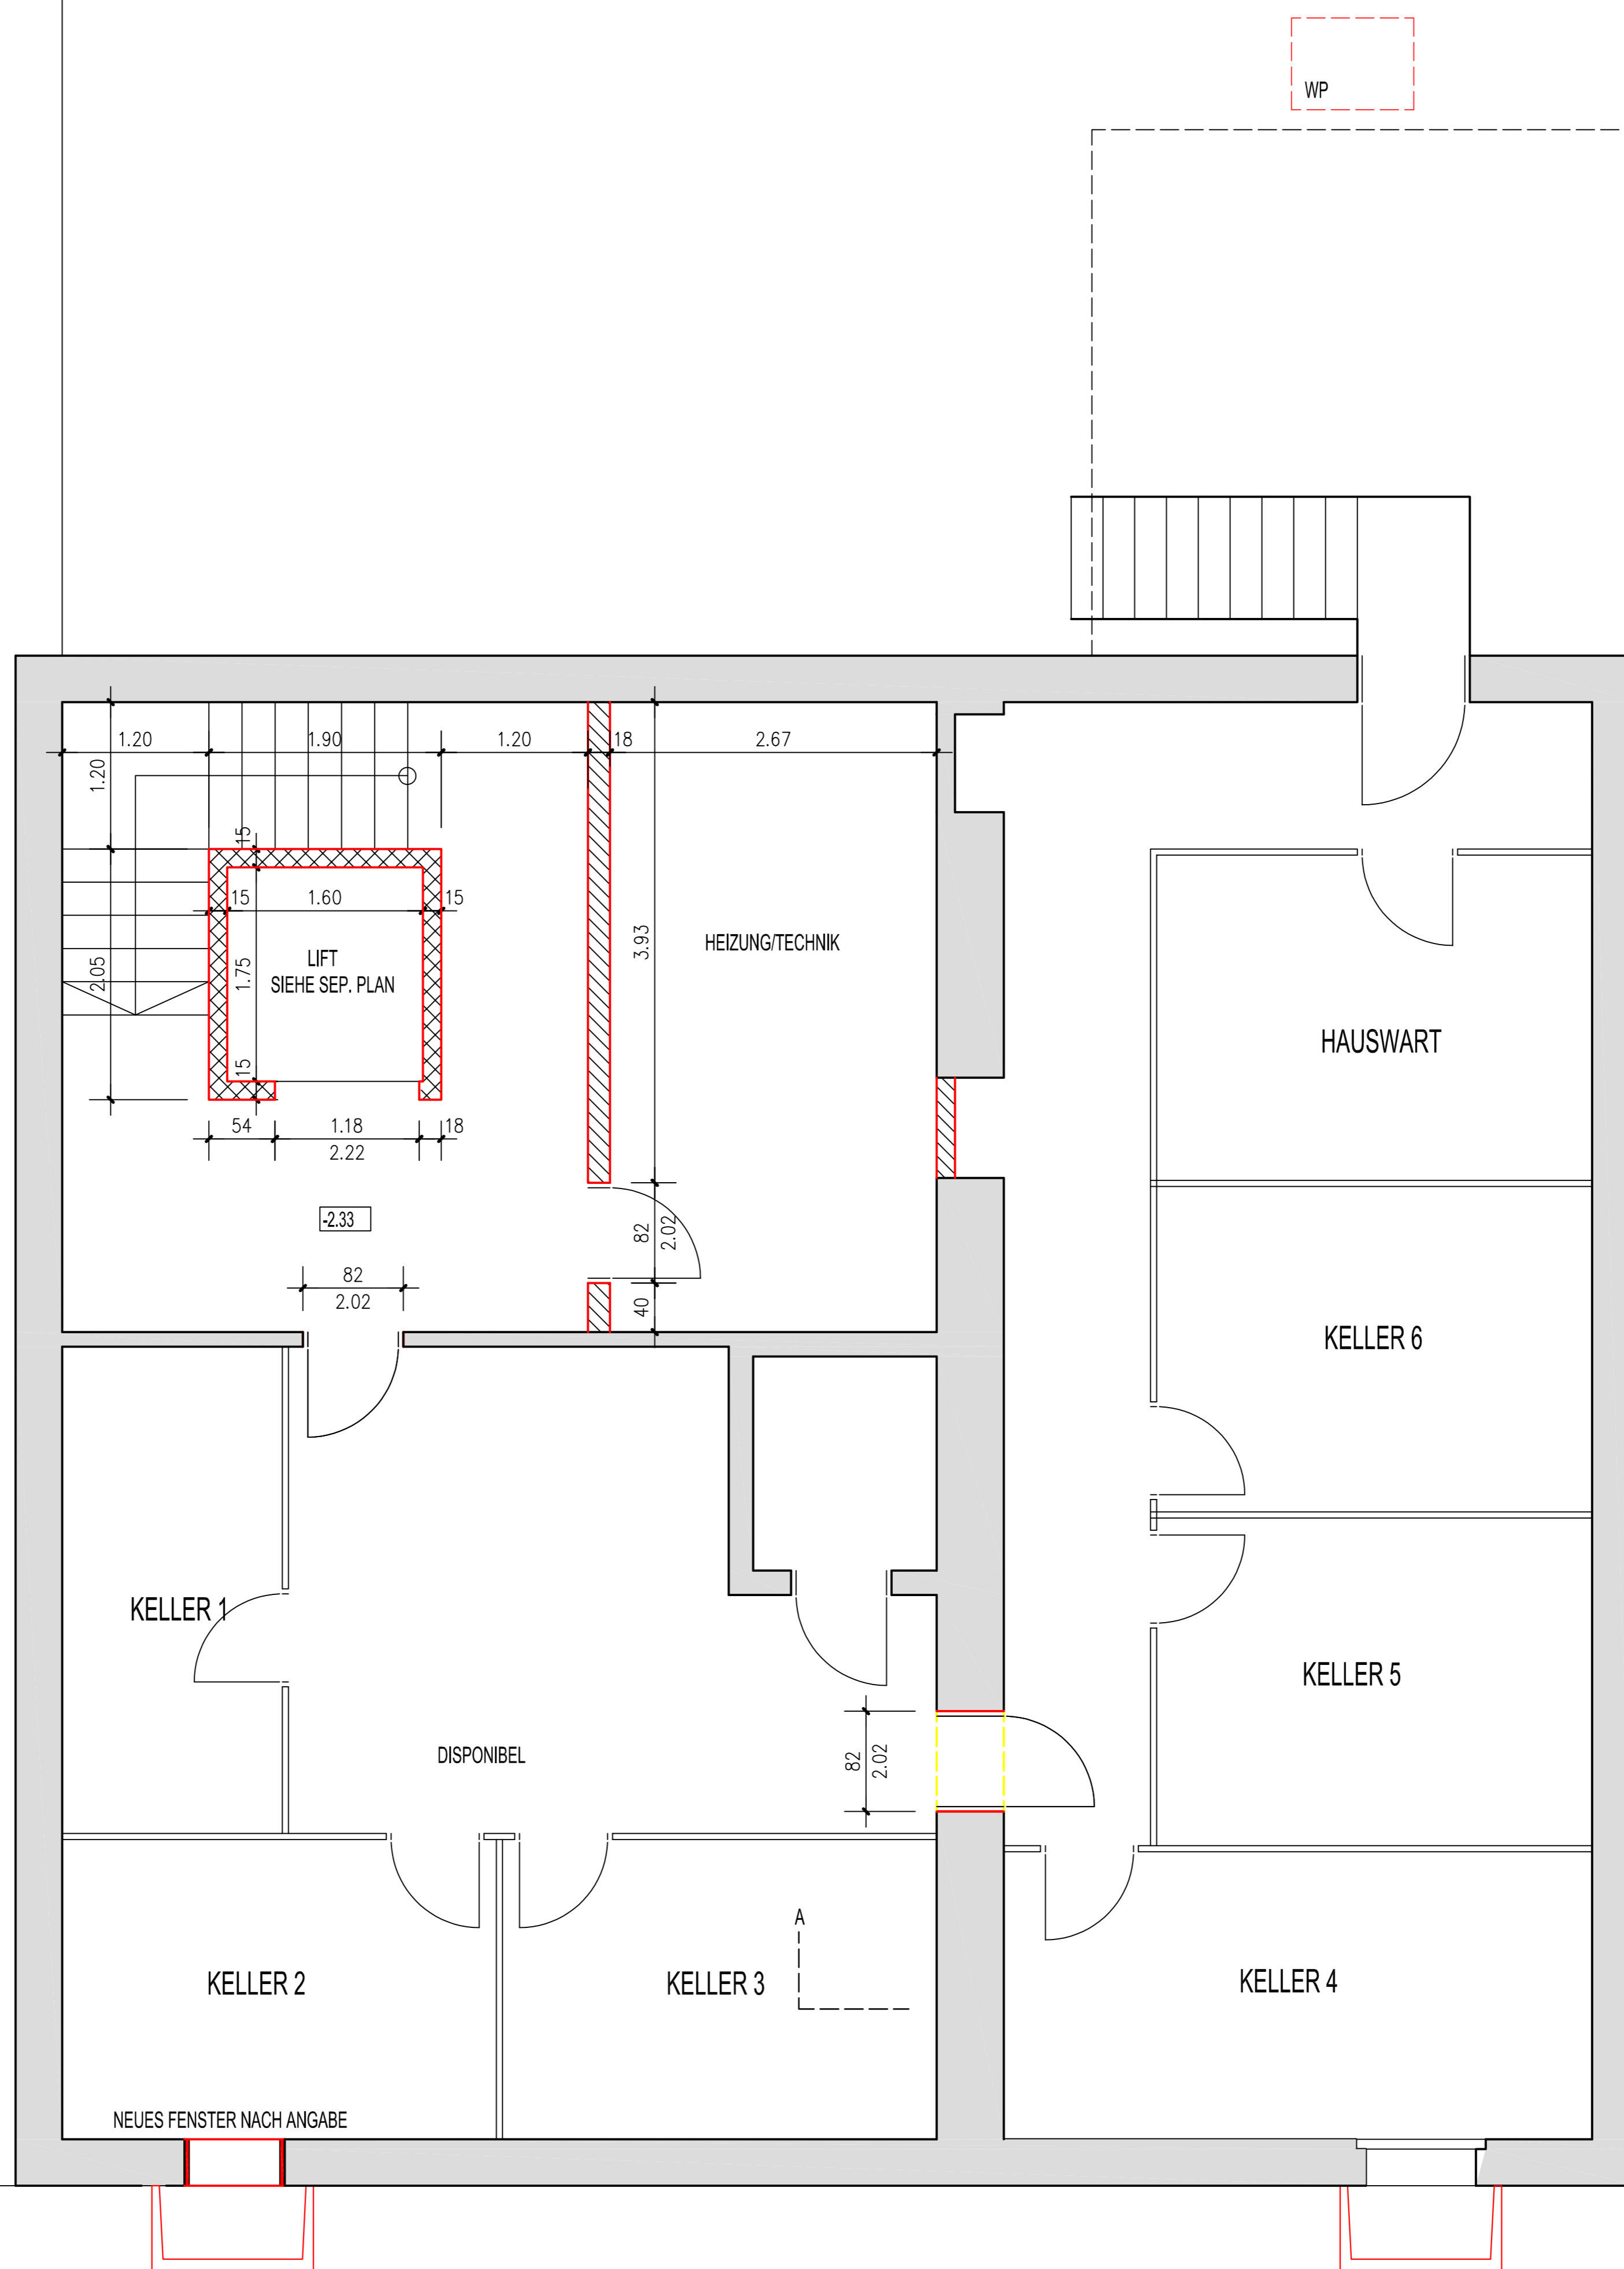 WP
1.20
1.90
1.20
18
2.67
1.20
15
15
1.60
15
3.93
HEIZUNG/TECHNIK
LIFT
SIEHE SEP. PLAN
2.05
1.75
HAUSWART
15
54
1.18
18
2.22
-2.33
82
2.02
82
2.02
40
KELLER 6
KELLER 1
KELLER 5
DISPONIBEL
82
2.02
A
KELLER 2
KELLER 3
KELLER 4
NEUES FENSTER NACH ANGABE